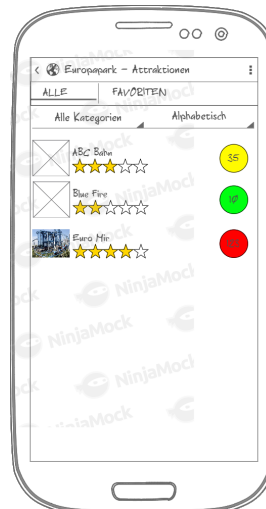 Europapark – Attraktionen
ALLE FAVORITEN
Alle Kategorien Alphabetisch
ABC Bahn
35
Blue Fire
10
Euro Mir
NinjaMock
NinjaMock
NinjaMock
NinjaMock
NinjaMock